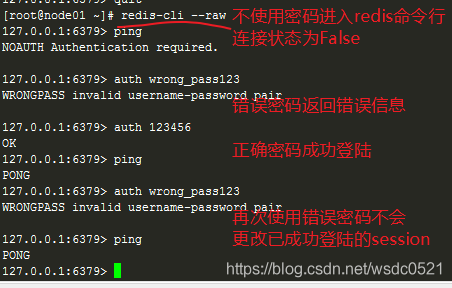 quit
[root@node01 ~]# redis-cli --raw
不使用密码进入redis命令行
127.0.0.1:6379> ping
连接状态为False
NOAUTH Authentication required.
127.0.0.1:6379> auth wrong_pass123
WRONGPASS invalid username-password pair
错误密码返回错误信息
127.0.0.1:6379> auth 123456
OK
正确密码成功登陆
127.0.0.1:6379> ping
PONG
127.0.0.1:6379> auth wrong_pass123
WRONGPASS invalid username-password pair
再次使用错误密码不会
127.0.0.1:6379> ping
更改已成功登陆的session
PONG
127.0.0.1:6379>
https://blog.csdn.net/wsdc0521